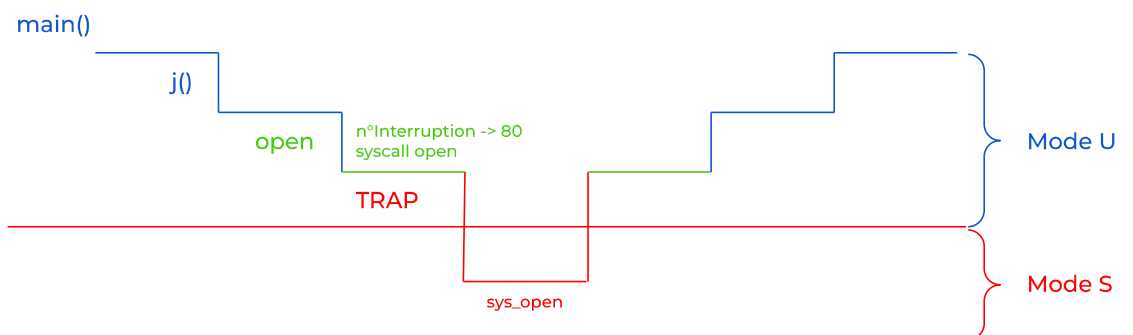 main()
j()
open
n°Interruption -> 80
syscall open
TRAP
sys_open
Mode U
Mode S